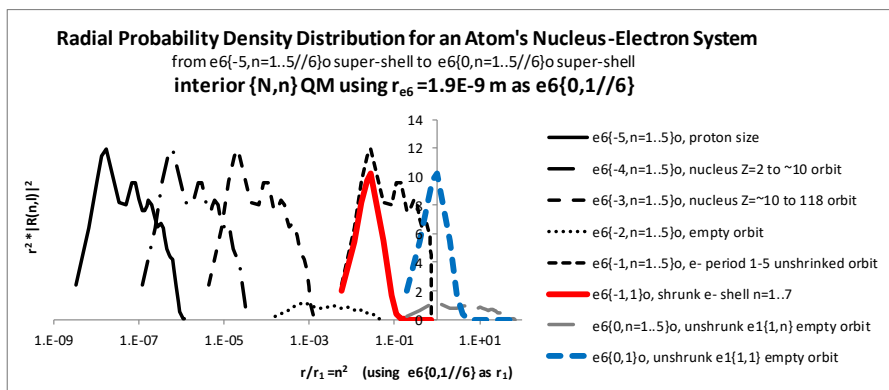 Radial Probability Density Distribution for an Atom's Nucleus-Electron System
from e6{-5,n=1..5//6}o super-shell to e6{0,n=1..5//6}o super-shell
interior {N,n} QM using re6 =1.9E-9 m as e6{0,1//6}
r² *|R(n,l)|²
14
12
10
8
6
4
2
0
1.E-09
1.E-07
1.E-05
1.E-03
1.E-01
1.E+01
r/r₁ =n² (using e6{0,1//6} as r₁)
e6{-5,n=1..5}o, proton size
e6{-4,n=1..5}o, nucleus Z=2 to ~10 orbit
e6{-3,n=1..5}o, nucleus Z=~10 to 118 orbit
e6{-2,n=1..5}o, empty orbit
e6{-1,n=1..5}o, e- period 1-5 unshrinked orbit
e6{-1,1}o, shrunk e- shell n=1..7
e6{0,n=1..5}o, unshrunk e1{1,n} empty orbit
e6{0,1}o, unshrunk e1{1,1} empty orbit